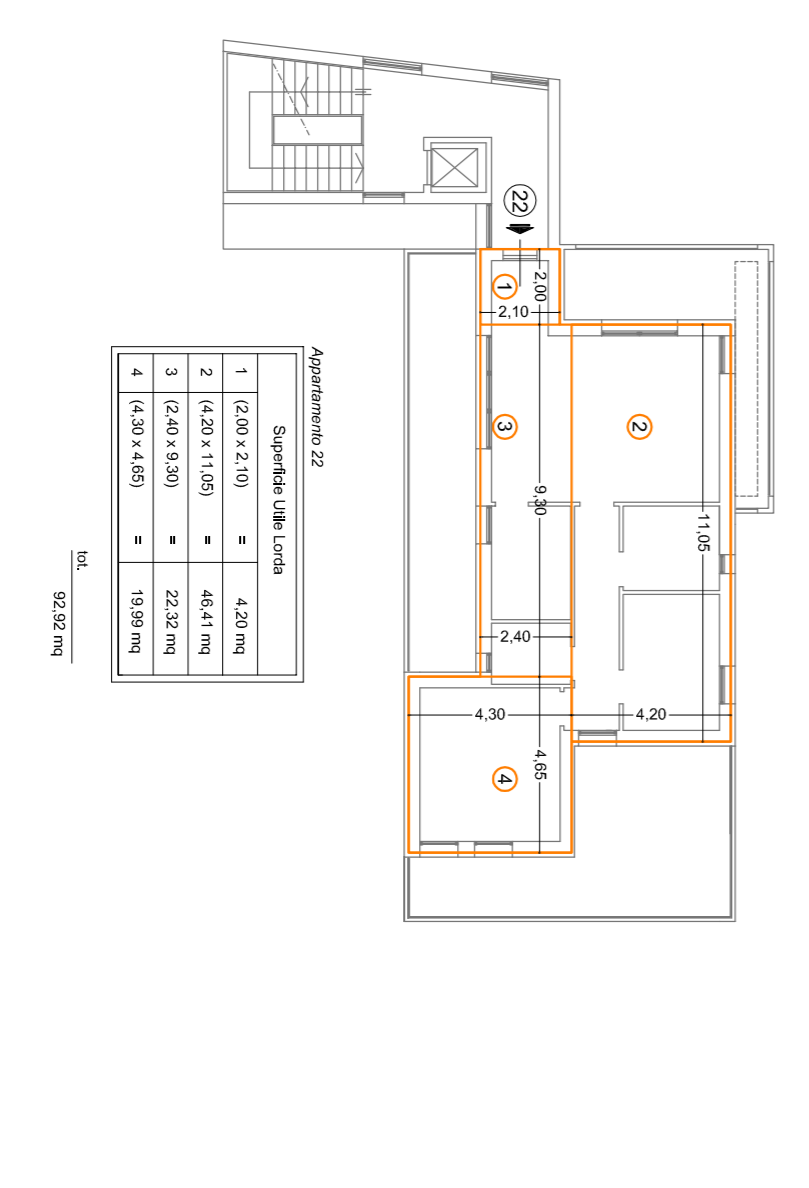 22
1
2,00
2,10
2
3
9,30
11,05
2,40
4,30
4,20
4
4,65
Appartamento 22
Superficie Utile Lorda
1 (2,00 x 2,10) = 4,20 mq
2 (4,20 x 11,05) = 46,41 mq
3 (2,40 x 9,30) = 22,32 mq
4 (4,30 x 4,65) = 19,99 mq
tot.
92,92 mq